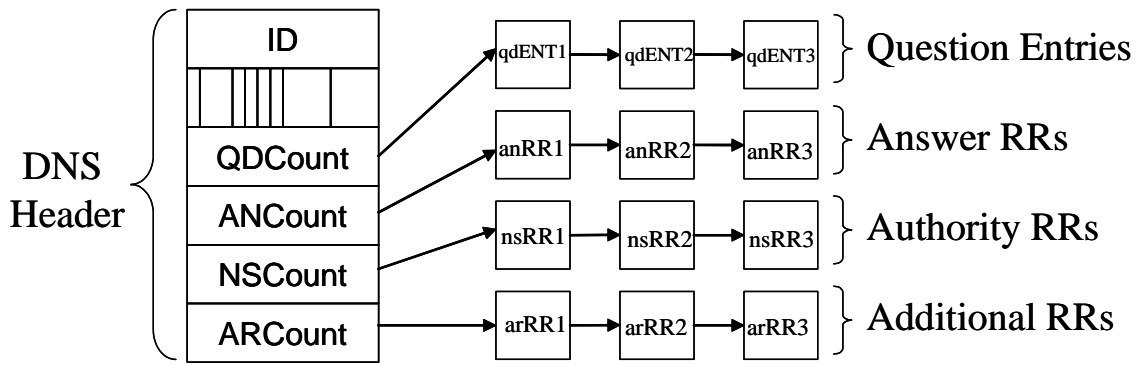 DNS
Header
ID
QDCount
ANCount
NSCount
ARCount
qdENT1 qdENT2 qdENT3 Question Entries
anRR1 anRR2 anRR3 Answer RRs
nsRR1 nsRR2 nsRR3 Authority RRs
arRR1 arRR2 arRR3 Additional RRs